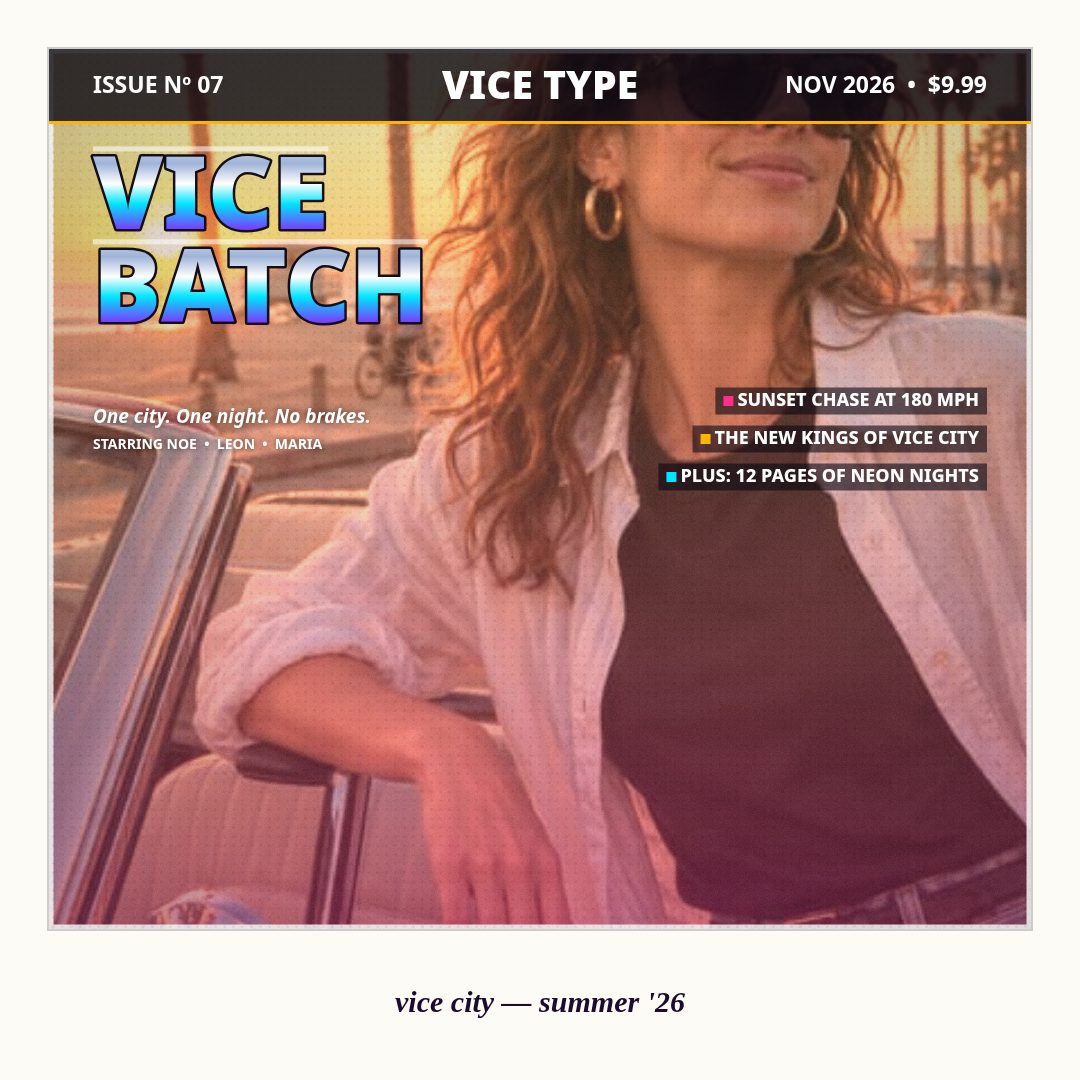 ISSUE Nº 07
VICE TYPE
NOV 2026 • $9.99
VICE
BATCH
One city. One night. No brakes.
STARRING NOE • LEON • MARIA
SUNSET CHASE AT 180 MPH
THE NEW KINGS OF VICE CITY
PLUS: 12 PAGES OF NEON NIGHTS
vice city — summer '26